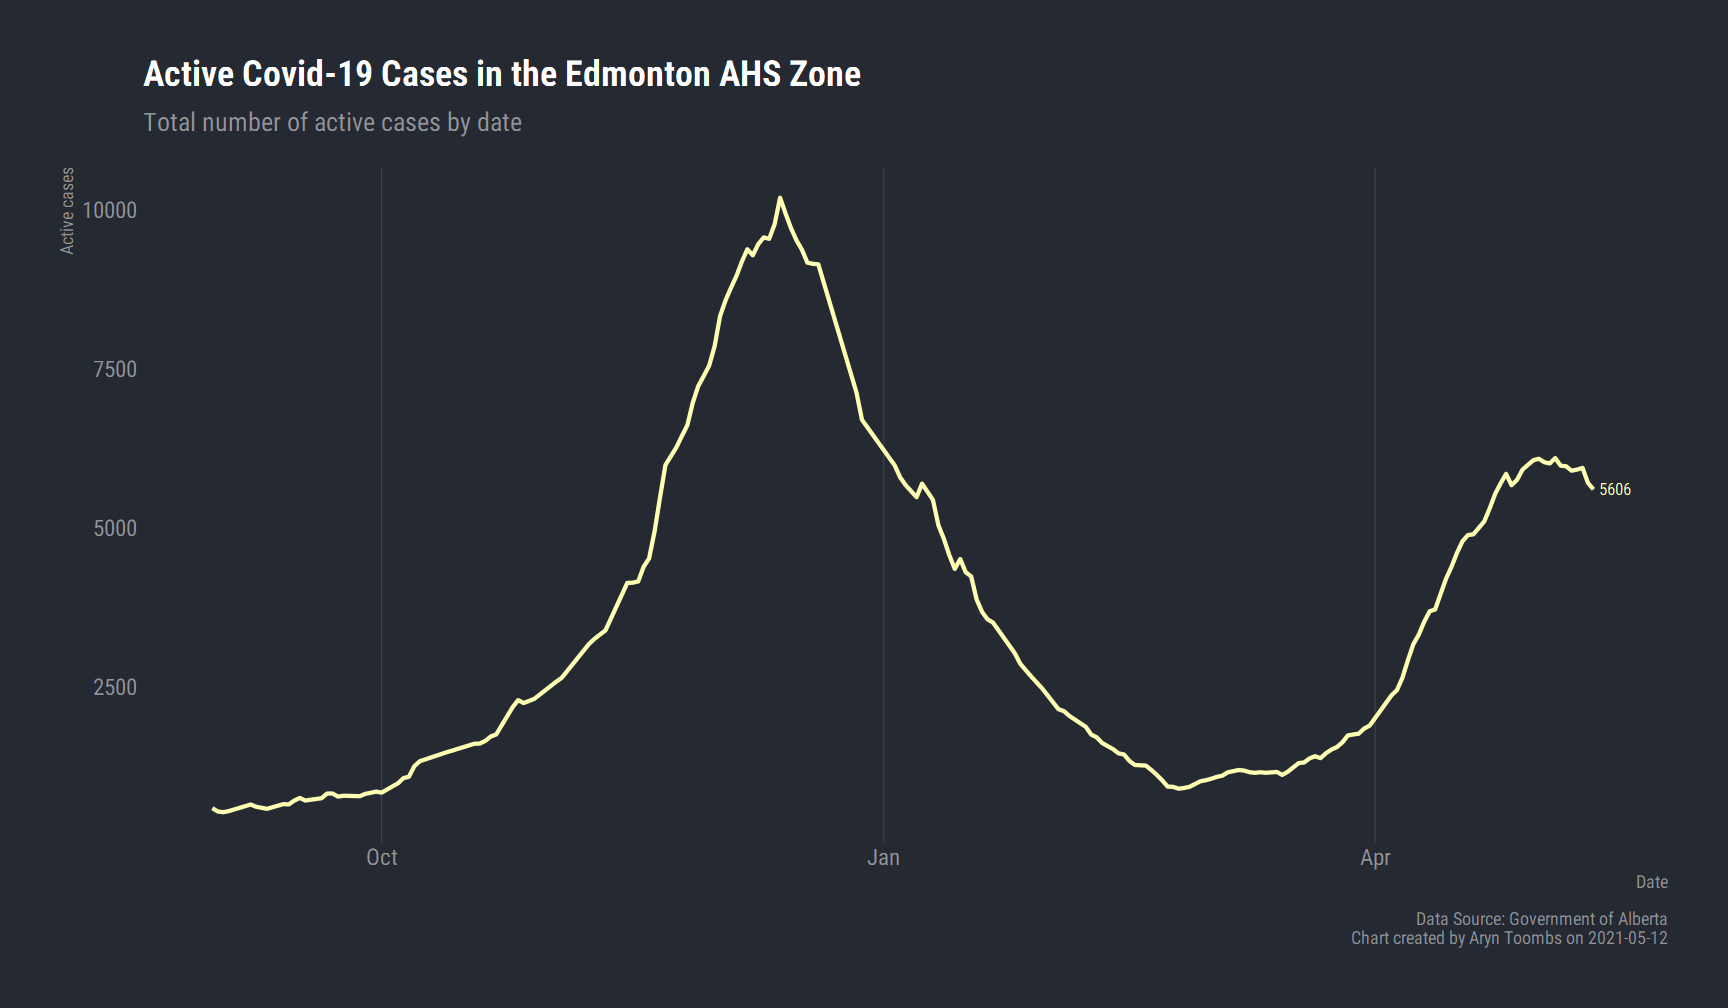 Active Covid-19 Cases in the Edmonton AHS Zone
Total number of active cases by date
Active cases
10000
7500
5000
2500
5606
Oct
Jan
Apr
Date
Data Source: Government of Alberta
Chart created by Aryn Toombs on 2021-05-12